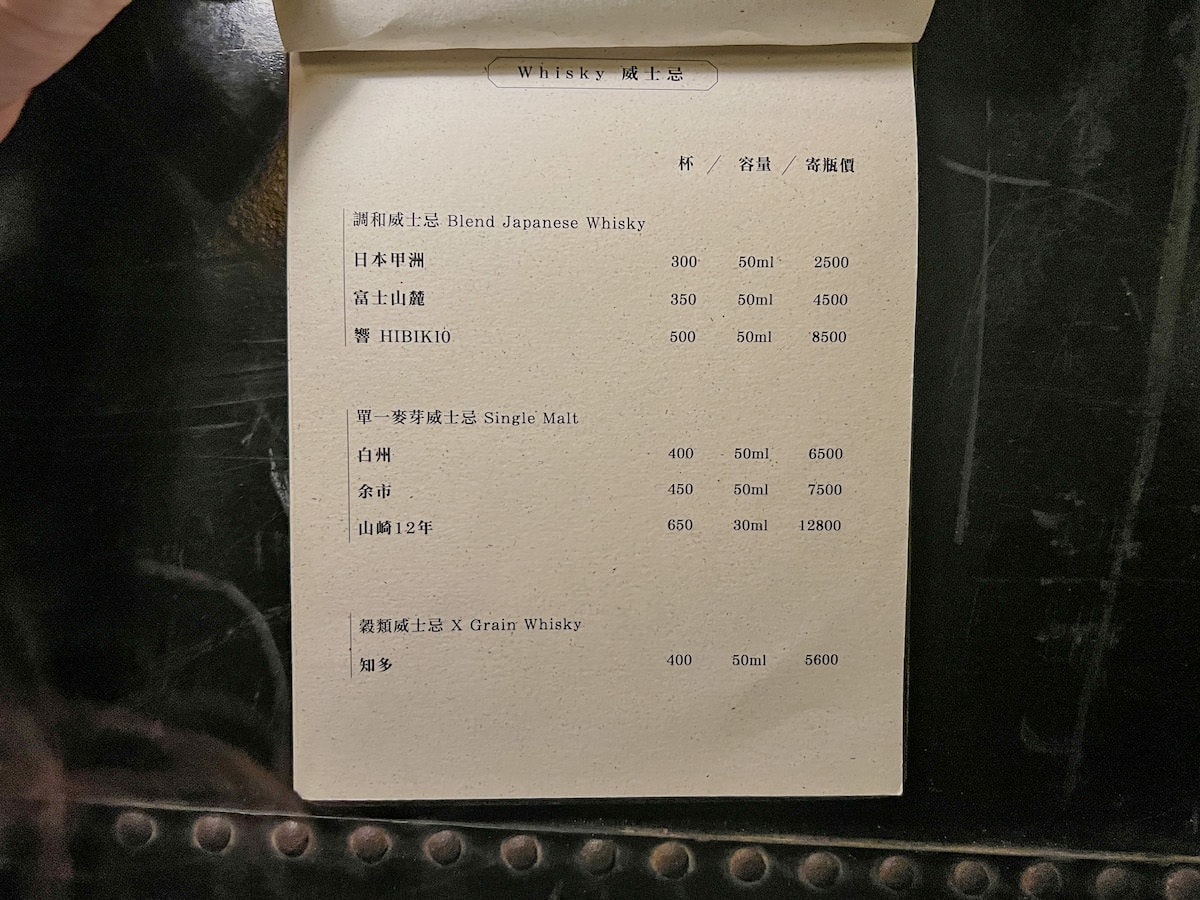 Whisky 威士忌
杯 / 容量 / 寄瓶價
調和威士忌 Blend Japanese Whisky
日本甲洲 300 50ml 2500
富士山麓 350 50ml 4500
響 HIBIK10 500 50ml 8500
單一麥芽威士忌 Single Malt
白州 400 50ml 6500
余市 450 50ml 7500
山崎12年 650 30ml 12800
穀類威士忌 X Grain Whisky
知多 400 50ml 5600